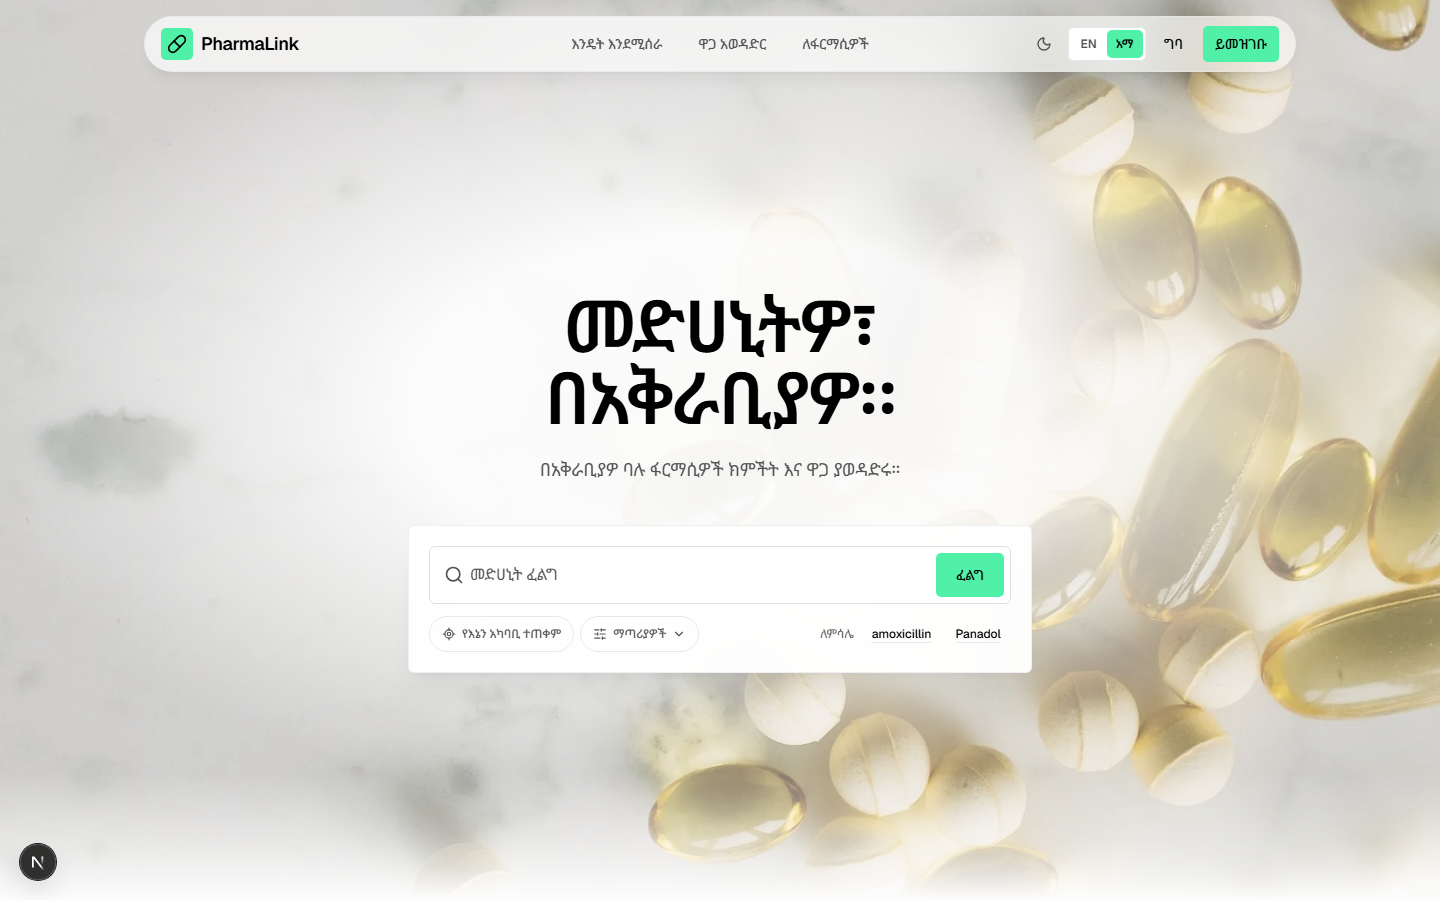 PharmaLink
እንዴት እንደሚሰራ
ዋጋ አወዳድር
ለፋርማሲዎች
EN
አማ
ግባ
ይመዝገቡ
መድሀኒትዎ፣
በአቅራቢያዎ።
በአቅራቢያዎ ባሉ ፋርማሲዎች ክምችት እና ዋጋ ያወዳድሩ።
መድሀኒት ፈልግ
ፈልግ
የእኔን አካባቢ ተጠቀም
ማጣሪያዎች
ለምሳሌ
amoxicillin
Panadol
N